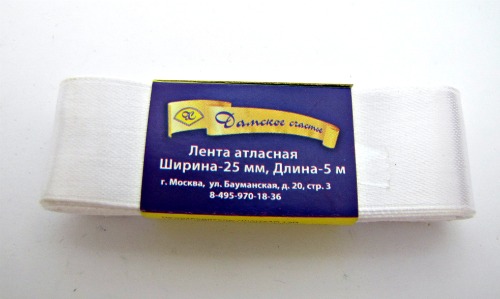 ДС
Дамское счастье
Лента атласная
Ширина-25 мм, Длина-5 м
г. Москва, ул. Бауманская, д. 20, стр. 3
8-495-970-18-36